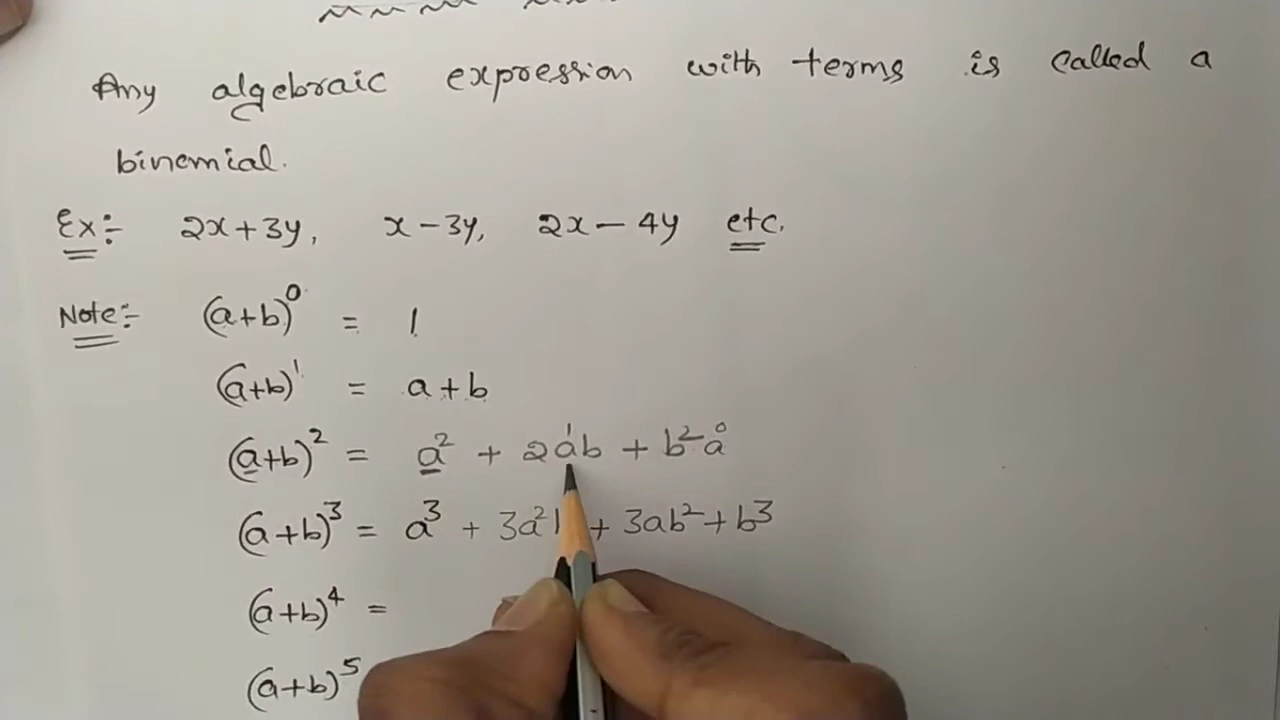 Any algebraic expression with terms is called a
binomial.
Ex:- 2x+3y, x-3y, 2x-4y etc.
Note:- (a+b)⁰ = 1
(a+b)¹ = a+b
(a+b)² = a² + 2a¹b + b²a⁰
(a+b)³ = a³ + 3a²b + 3ab² + b³
(a+b)⁴ =
(a+b)⁵